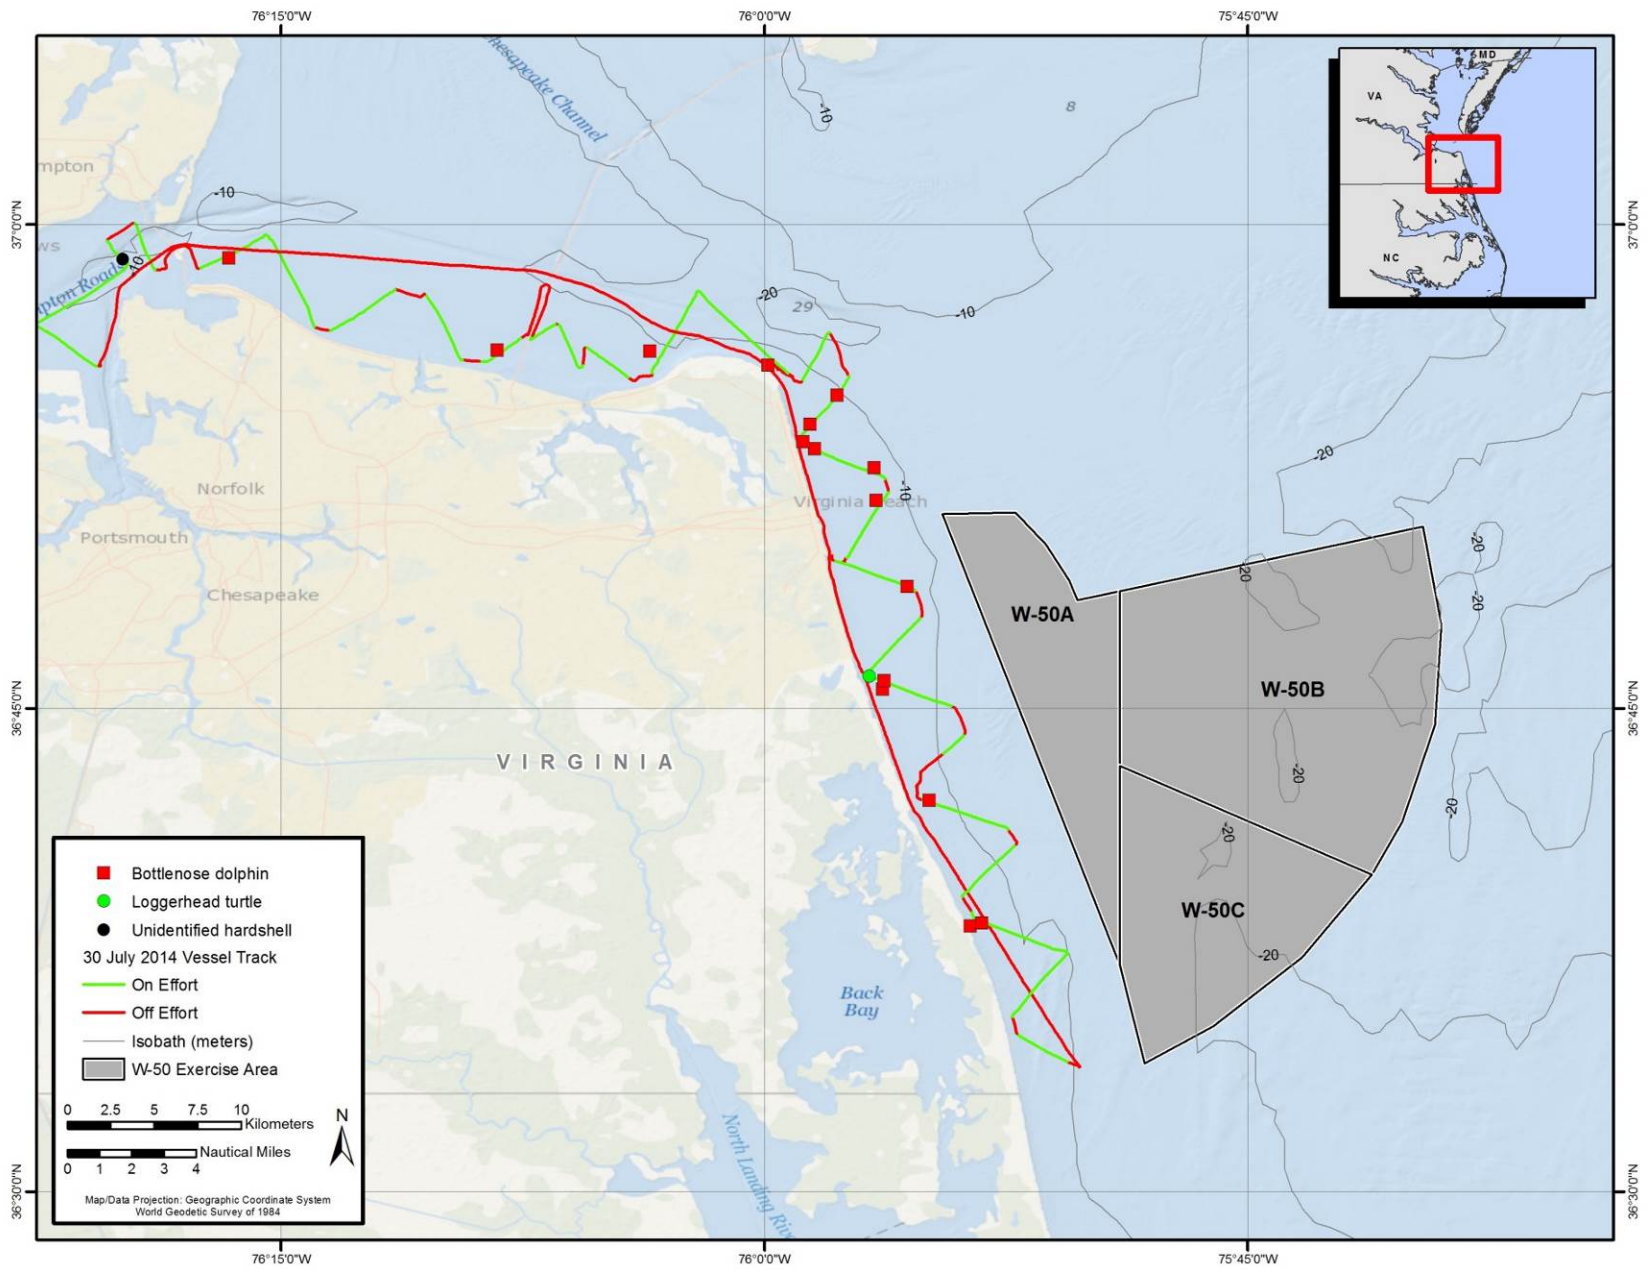 76°15'0"W
76°0'0"W
75°45'0"W
Chesapeake Channel
-10
8
MD
VA
NC
mpton
-10
37°0'0"N
37°0'0"N
ws
-10
pton Roads
-20
29
-10
-20
Norfolk
-10
Virginia Beach
Portsmouth
-20
-20
Chesapeake
-20
W-50A
W-50B
36°45'0"N
36°45'0"N
VIRGINIA
-20
-20
-20
W-50C
-20
Back
Bay
North Landing Rive
Bottlenose dolphin
Loggerhead turtle
Unidentified hardshell
30 July 2014 Vessel Track
On Effort
Off Effort
Isobath (meters)
W-50 Exercise Area
0 2.5 5 7.5 10
Kilometers
N
Nautical Miles
0 1 2 3 4
Map/Data Projection: Geographic Coordinate System
World Geodetic Survey of 1984
36°30'0"N
36°30'0"N
76°15'0"W
76°0'0"W
75°45'0"W